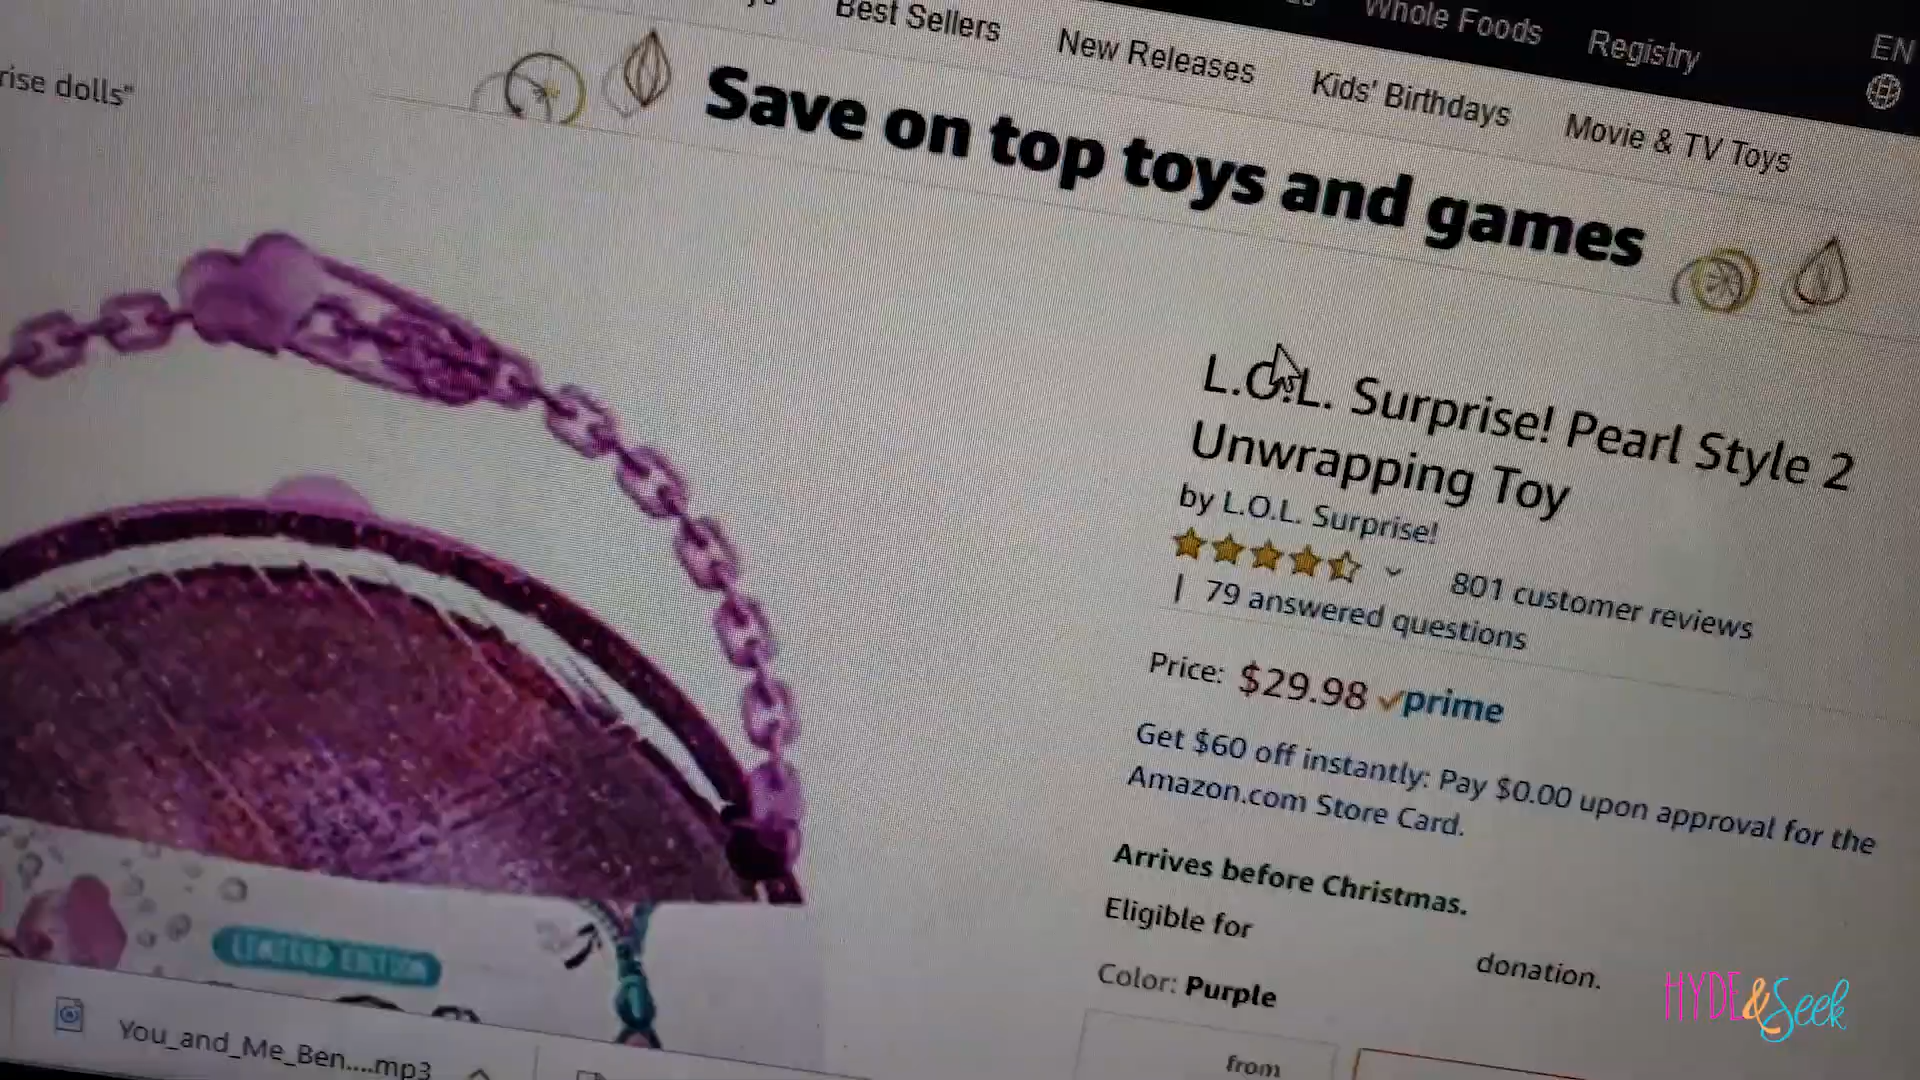 Best Sellers
New Releases
Kids' Birthdays
Movie & TV Toys
Whole Foods
Registry
EN
rise dolls"
Save on top toys and games
L.O.L. Surprise! Pearl Style 2
Unwrapping Toy
by L.O.L. Surprise!
801 customer reviews
| 79 answered questions
Price: $29.98 prime
Get $60 off instantly: Pay $0.00 upon approval for the
Amazon.com Store Card.
Arrives before Christmas.
Eligible for
donation.
Color: Purple
from
LIMITED EDITION
You_and_Me_Ben....mp3
HYDE & Seek